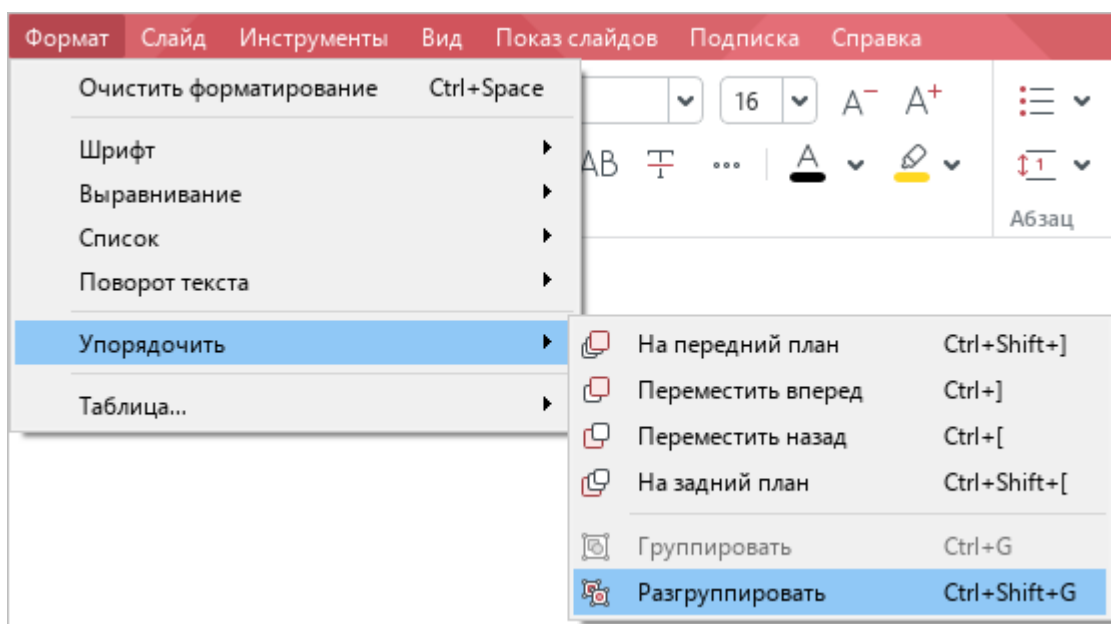 Формат Слайд Инструменты Вид Показ слайдов Подписка Справка
Очистить форматирование Ctrl+Space
16 A− A+
Шрифт
AB T ••• A
Выравнивание
1
Список
Абзац
Поворот текста
Упорядочить
На передний план Ctrl+Shift+]
Переместить вперед Ctrl+]
Таблица...
Переместить назад Ctrl+[
На задний план Ctrl+Shift+[
Группировать Ctrl+G
Разгруппировать Ctrl+Shift+G